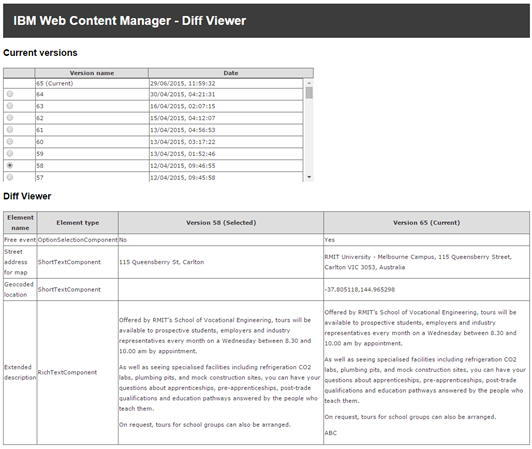 IBM Web Content Manager - Diff Viewer
Current versions
Version name Date
65 (Current) 29/06/2015, 11:59:32
64 30/04/2015, 04:21:31
63 16/04/2015, 02:07:15
62 15/04/2015, 04:12:07
61 13/04/2015, 04:56:53
60 13/04/2015, 03:17:22
59 13/04/2015, 01:52:46
58 12/04/2015, 09:46:55
57 12/04/2015, 09:45:58
Diff Viewer
Element name Element type Version 58 (Selected) Version 65 (Current)
Free event OptionSelectionComponent No Yes
Street address for map ShortTextComponent 115 Queensberry St, Carlton RMIT University - Melbourne Campus, 115 Queensberry Street, Carlton VIC 3053, Australia
Geocoded location ShortTextComponent -37.805118,144.965298
Extended description RichTextComponent
Offered by RMIT's School of Vocational Engineering, tours will be
available to prospective students, employers and industry
representatives every month on a Wednesday between 8.30 and
10.00 am by appointment.
As well as seeing specialised facilities including refrigeration CO2
labs, plumbing pits, and mock construction sites, you can have your
questions about apprenticeships, pre-apprenticeships, post-trade
qualifications and education pathways answered by the people who
teach them.
On request, tours for school groups can also be arranged.
Offered by RMIT's School of Vocational Engineering, tours will be
available to prospective students, employers and industry
representatives every month on a Wednesday between 8.30 and
10.00 am by appointment.
As well as seeing specialised facilities including refrigeration CO2
labs, plumbing pits, and mock construction sites, you can have your
questions about apprenticeships, pre-apprenticeships, post-trade
qualifications and education pathways answered by the people who
teach them.
On request, tours for school groups can also be arranged.
ABC